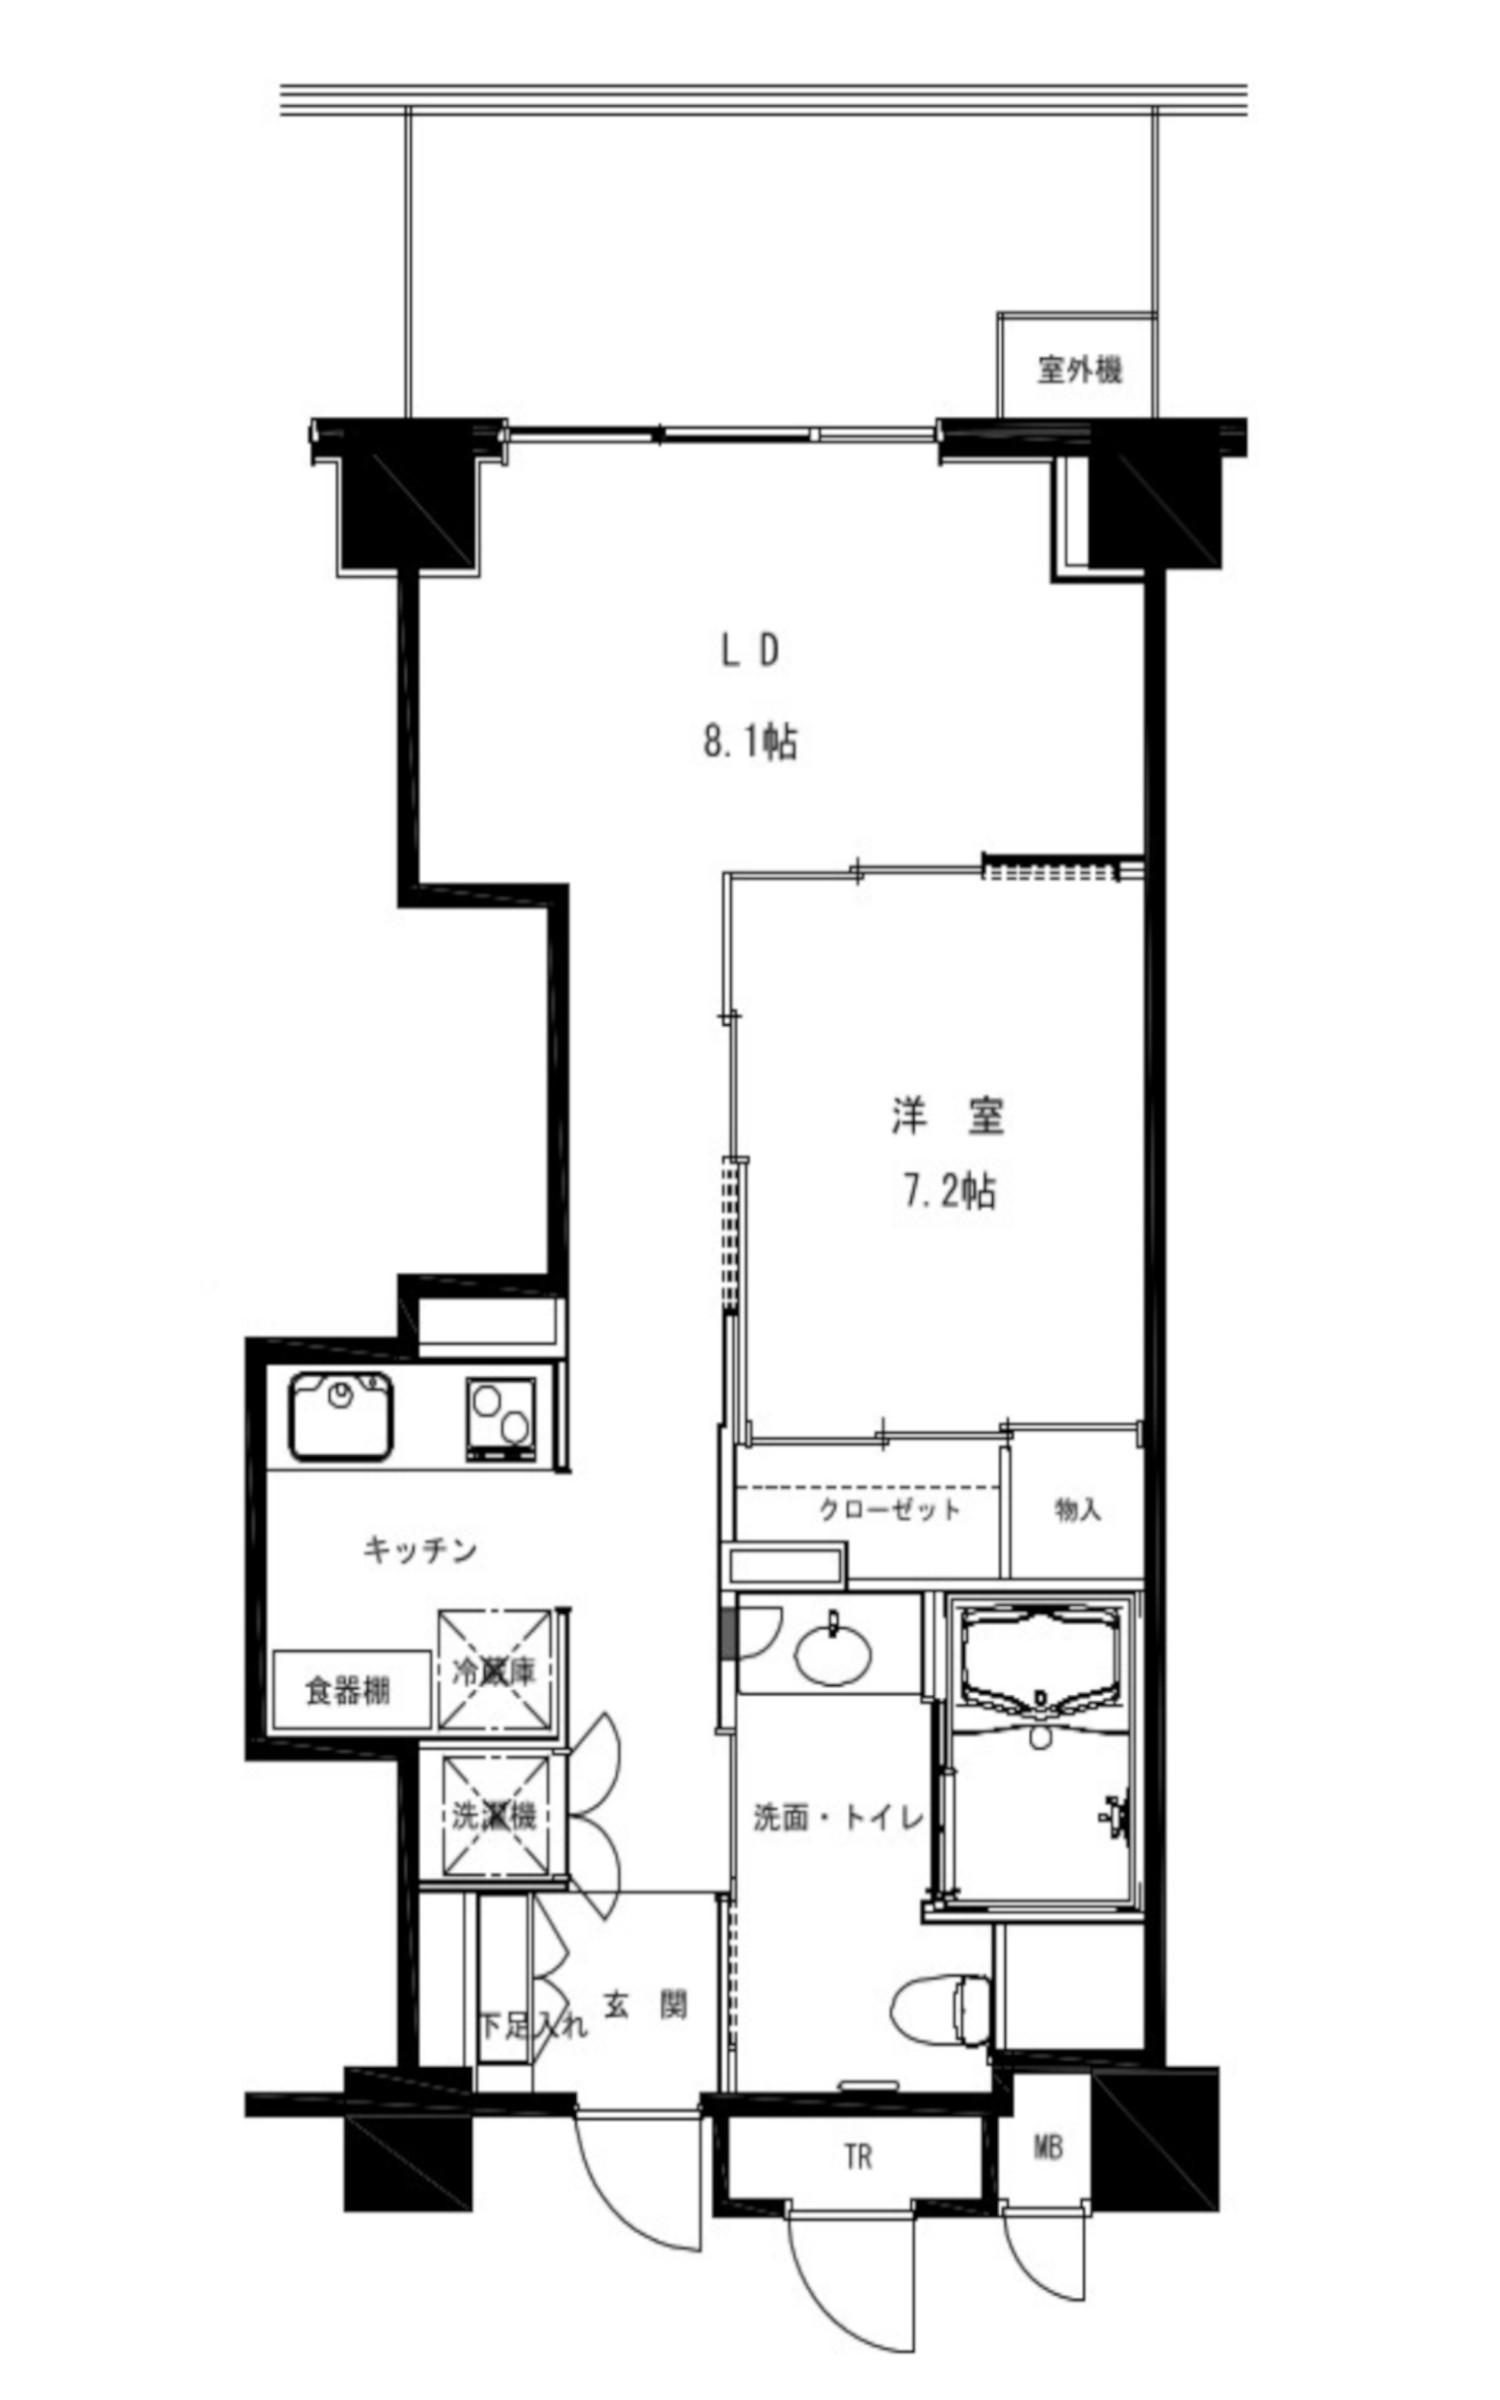 室外機
LD
8.1帖
洋 室
7.2帖
クローゼット
物入
キッチン
冷蔵庫
食器棚
洗濯機
洗面・トイレ
玄 関
下足入れ
TR
MB